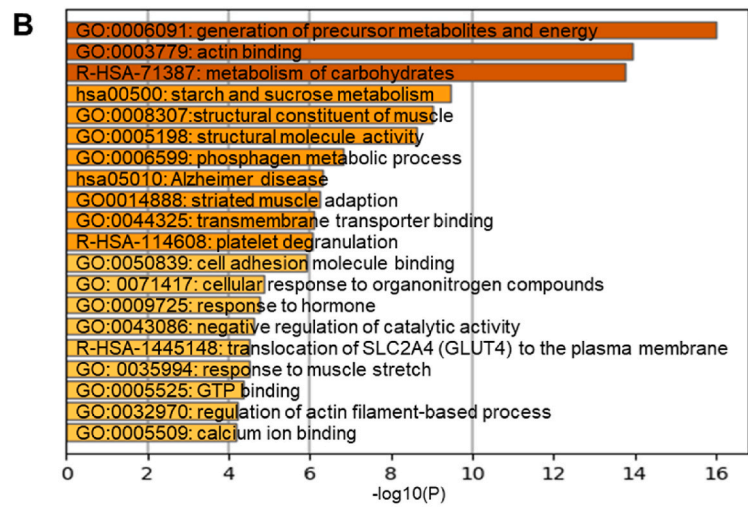 B
GO:0006091: generation of precursor metabolites and energy
GO:0003779: actin binding
R-HSA-71387: metabolism of carbohydrates
hsa00500: starch and sucrose metabolism
GO:0008307:structural constituent of muscle
GO:0005198: structural molecule activity
GO:0006599: phosphagen metabolic process
hsa05010: Alzheimer disease
GO0014888: striated muscle adaption
GO:0044325: transmembrane transporter binding
R-HSA-114608: platelet degranulation
GO:0050839: cell adhesion molecule binding
GO: 0071417: cellular response to organonitrogen compounds
GO:0009725: response to hormone
GO:0043086: negative regulation of catalytic activity
R-HSA-1445148: translocation of SLC2A4 (GLUT4) to the plasma membrane
GO: 0035994: response to muscle stretch
GO:0005525: GTP binding
GO:0032970: regulation of actin filament-based process
GO:0005509: calcium ion binding
0 2 4 6 8 10 12 14 16
-log10(P)